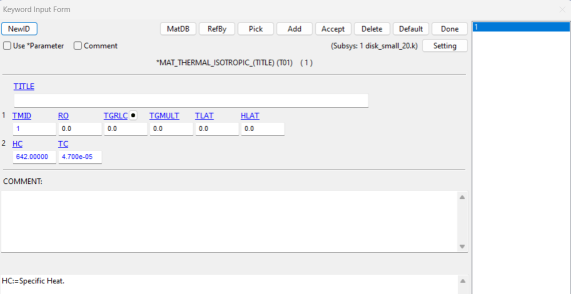 Keyword Input Form
NewID MatDB RefBy Pick Add Accept Delete Default Done
Use *Parameter Comment (Subsys: 1 disk_small_20.k) Setting
*MAT_THERMAL_ISOTROPIC_(TITLE) (T01) (1)
TITLE
1 TMID RO TGRLC TGMULT TLAT HLAT
1 0.0 0.0 0.0 0.0 0.0
2 HC TC
642.00000 4.700e-05
COMMENT:
HC:=Specific Heat.
1